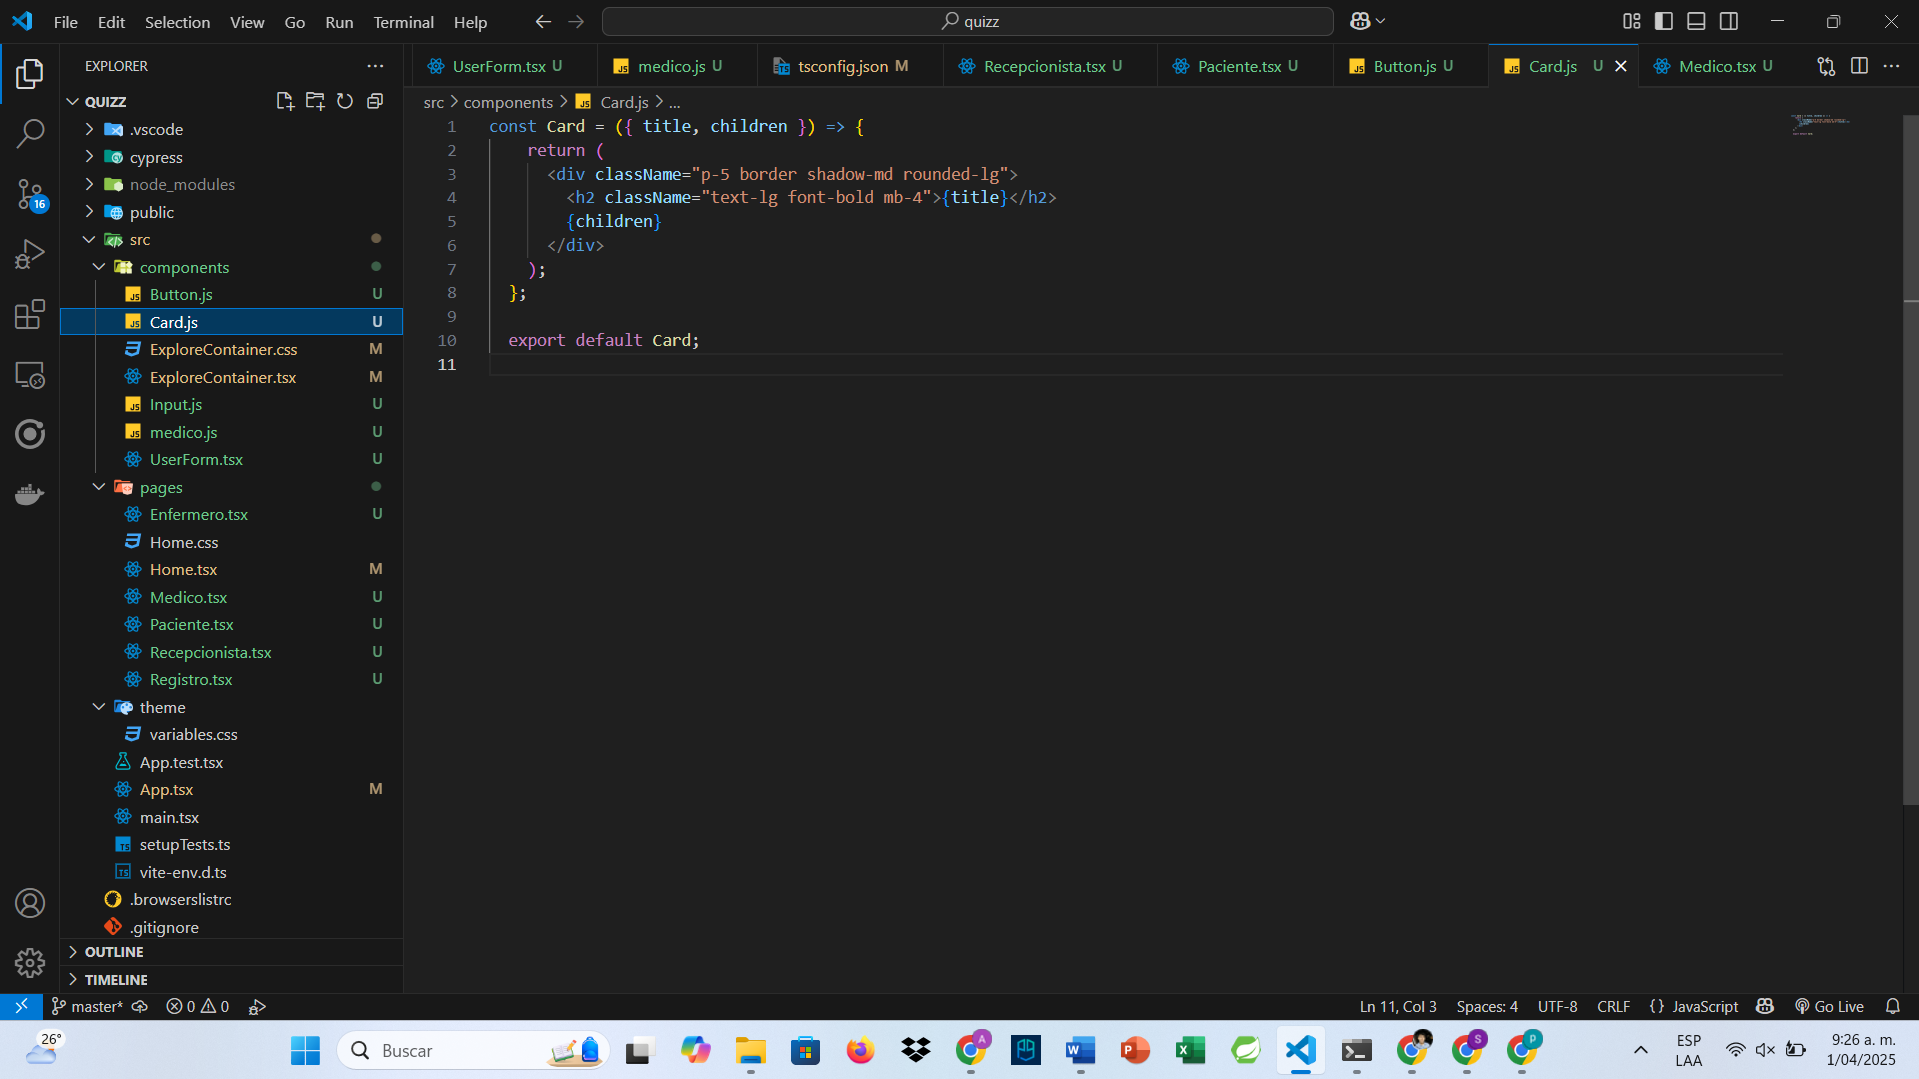 File Edit Selection View Go Run Terminal Help
quizz
EXPLORER
QUIZZ
.vscode
cypress
node_modules
public
src
components
Button.js U
Card.js U
ExploreContainer.css M
ExploreContainer.tsx M
Input.js U
medico.js U
UserForm.tsx U
pages
Enfermero.tsx U
Home.css
Home.tsx M
Medico.tsx U
Paciente.tsx U
Recepcionista.tsx U
Registro.tsx U
theme
variables.css
App.test.tsx
App.tsx M
main.tsx
setupTests.ts
vite-env.d.ts
.browserslistrc
.gitignore
OUTLINE
TIMELINE
16
UserForm.tsx U medico.js U tsconfig.json M Recepcionista.tsx U Paciente.tsx U Button.js U Card.js U Medico.tsx U
src > components > Card.js > ...
1 const Card = ({ title, children }) => {
2 return (
3 <div className="p-5 border shadow-md rounded-lg">
4 <h2 className="text-lg font-bold mb-4">{title}</h2>
5 {children}
6 </div>
7 );
8 };
9
10 export default Card;
11
master* 0 0 Ln 11, Col 3 Spaces: 4 UTF-8 CRLF {} JavaScript Go Live
26° Buscar ESP 9:26 a. m.
LAA 1/04/2025